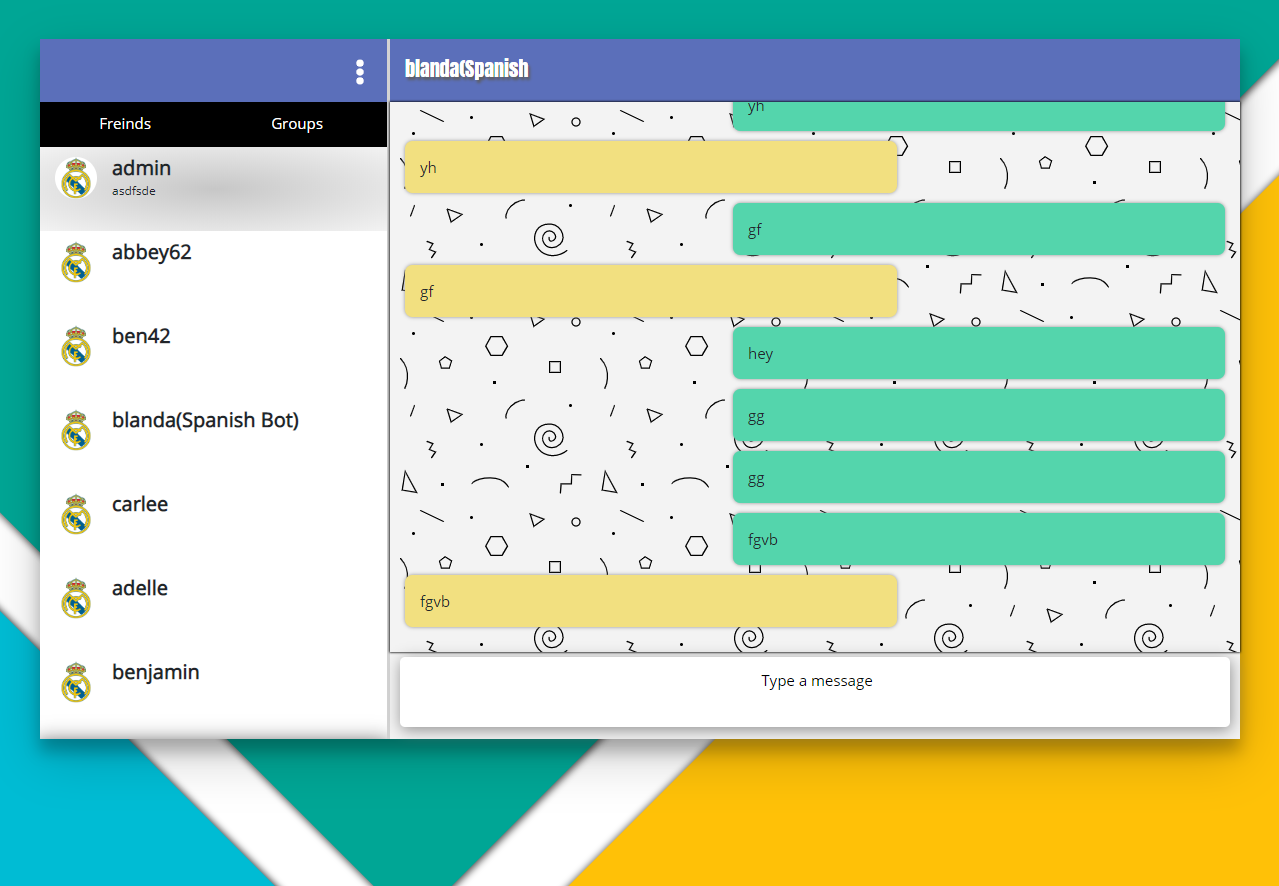 blanda(Spanish
Freinds
Groups
admin
asdfsde
abbey62
ben42
blanda(Spanish Bot)
carlee
adelle
benjamin
yh
yh
gf
gf
hey
gg
gg
fgvb
fgvb
Type a message